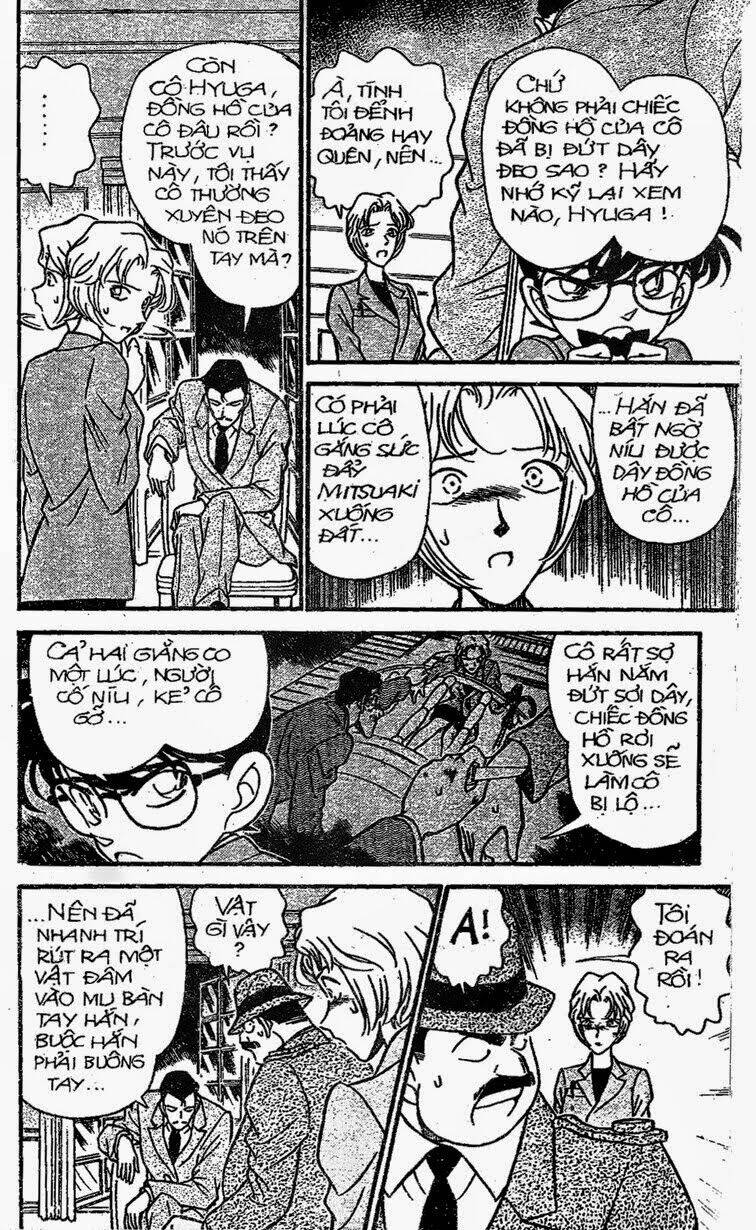 CÒN
CÔ HYUGA,
ĐỒNG HỒ CỦA
CÔ ĐÂU RỒI?
TRƯỚC VỤ
NÀY, TÔI THẤY
CÔ THƯỜNG
XUYÊN ĐEO
NÓ TRÊN
TAY MÀ?
......
À, TÍNH
TÔI ĐỂNH
ĐOẢNG HAY
QUÊN, NÊN...
CHỨ
KHÔNG PHẢI CHIẾC
ĐỒNG HỒ CỦA CÔ
ĐÃ BỊ ĐỨT DÂY
ĐEO SAO? HÃY
NHỚ KỸ LẠI XEM
NÀO, HYUGA!
CÓ PHẢI
LÚC CÔ
GẮNG SỨC
ĐẨY
MITSUAKI
XUỐNG
ĐẤT...
...HẮN ĐÃ
BẤT NGỜ
NÍU ĐƯỢC
DÂY ĐỒNG
HỒ CỦA
CÔ...
CẢ HAI GIẰNG CO
MỘT LÚC, NGƯỜI
CỐ NÍU, KẺ CÔ
GỠ...
CÔ RẤT SỢ
HẮN NĂM
ĐỨT SỢI DÂY,
CHIẾC ĐỒNG
HỒ RƠI
XUỐNG SẼ
LÀM CÔ
BỊ LỘ...
...NÊN ĐÃ
NHANH TRÍ
RÚT RA MỘT
VẬT ĐÂM
VÀO MU BÀN
TAY HẮN,
BUỘC HẮN
PHẢI BUÔNG
TAY...
VẬT
GÌ VẬY
?
A!
TÔI
ĐOÁN
RA
RỒI!